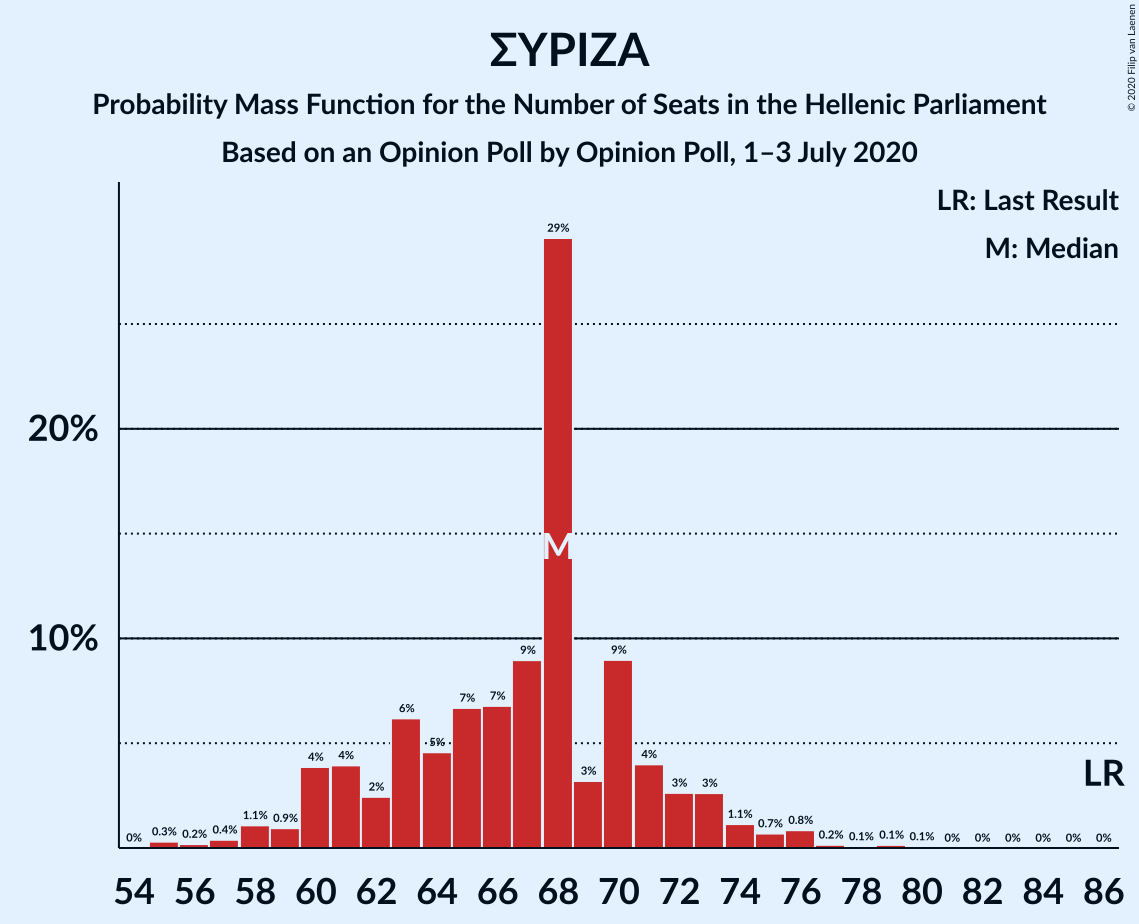 ΣΥΡΙΖΑ
Probability Mass Function for the Number of Seats in the Hellenic Parliament
Based on an Opinion Poll by Opinion Poll, 1–3 July 2020
© 2020 Filip van Laenen
LR: Last Result
M: Median
20%
10%
0% 0.3% 0.2% 0.4% 1.1% 0.9% 4% 4% 2% 6% 5% 7% 7% 9% 29% 3% 9% 4% 3% 3% 1.1% 0.7% 0.8% 0.2% 0.1% 0.1% 0.1% 0% 0% 0% 0% 0% 0%
M
LR
54 56 58 60 62 64 66 68 70 72 74 76 78 80 82 84 86